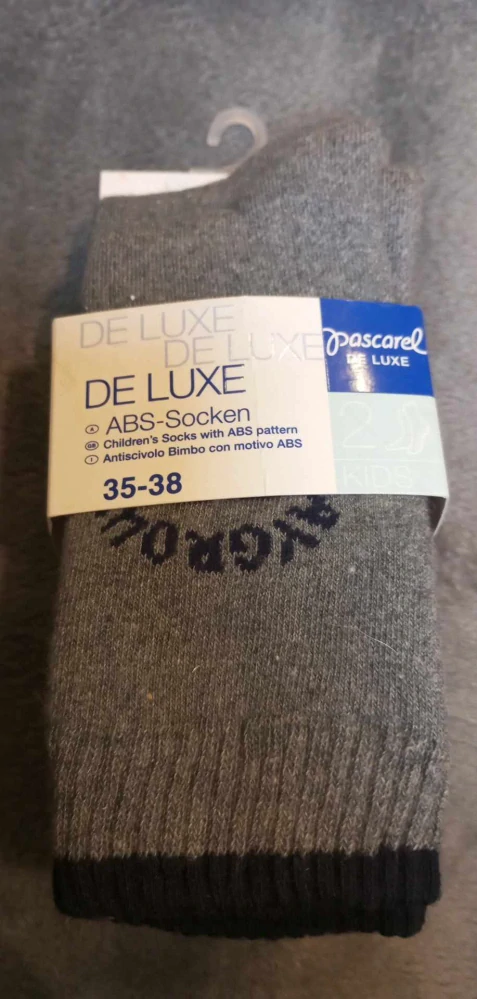 DE LUXE
DE LUXE
pascarel
DE LUXE
DE LUXE
A ABS-Socken
GB Children's Socks with ABS pattern
I Antiscivolo Bimbo con motivo ABS
35-38
2
KIDS